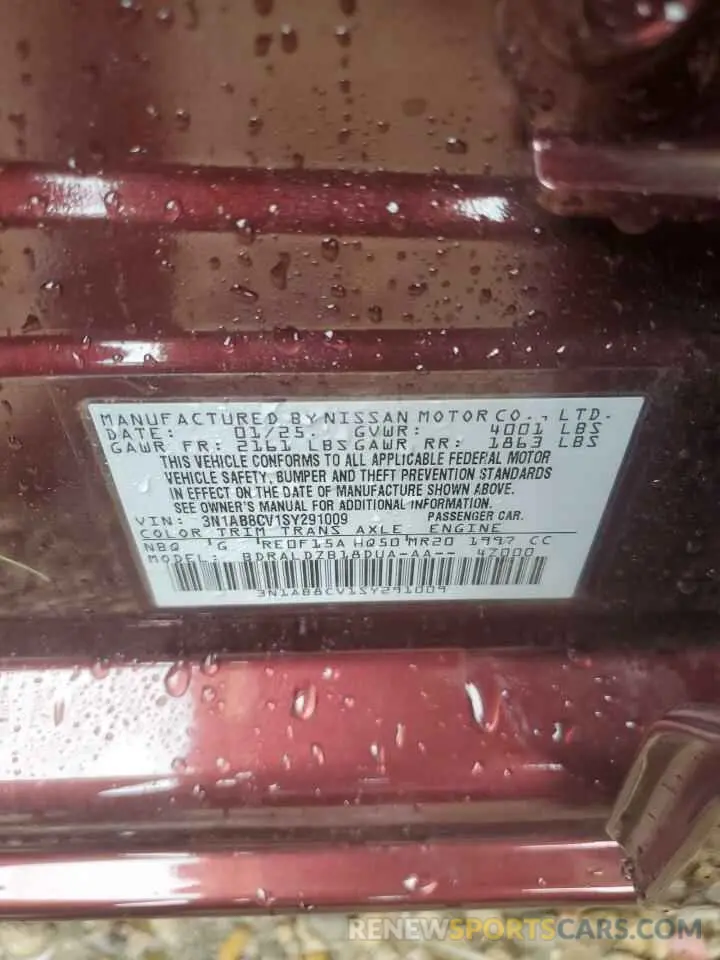 MANUFACTURED BY NISSAN MOTOR CO., LTD.
DATE: 01/25. GVWR: 4001 LBS
GAWR FR: 2161 LBS GAWR RR: 1863 LBS
THIS VEHICLE CONFORMS TO ALL APPLICABLE FEDERAL MOTOR
VEHICLE SAFETY, BUMPER AND THEFT PREVENTION STANDARDS
IN EFFECT ON THE DATE OF MANUFACTURE SHOWN ABOVE.
SEE OWNER'S MANUAL FOR ADDITIONAL INFORMATION.
VIN: 3N1AB8CV1SY291009 PASSENGER CAR.
COLOR TRIM TRANS AXLE ENGINE
NBQ G RE0F15A HQ50 MR20 1997 CC
MODEL: BDRALDZB18DUA-AA-- 47000
3N1AB8CV1SY291009
RENEWSPORTSCARS.COM